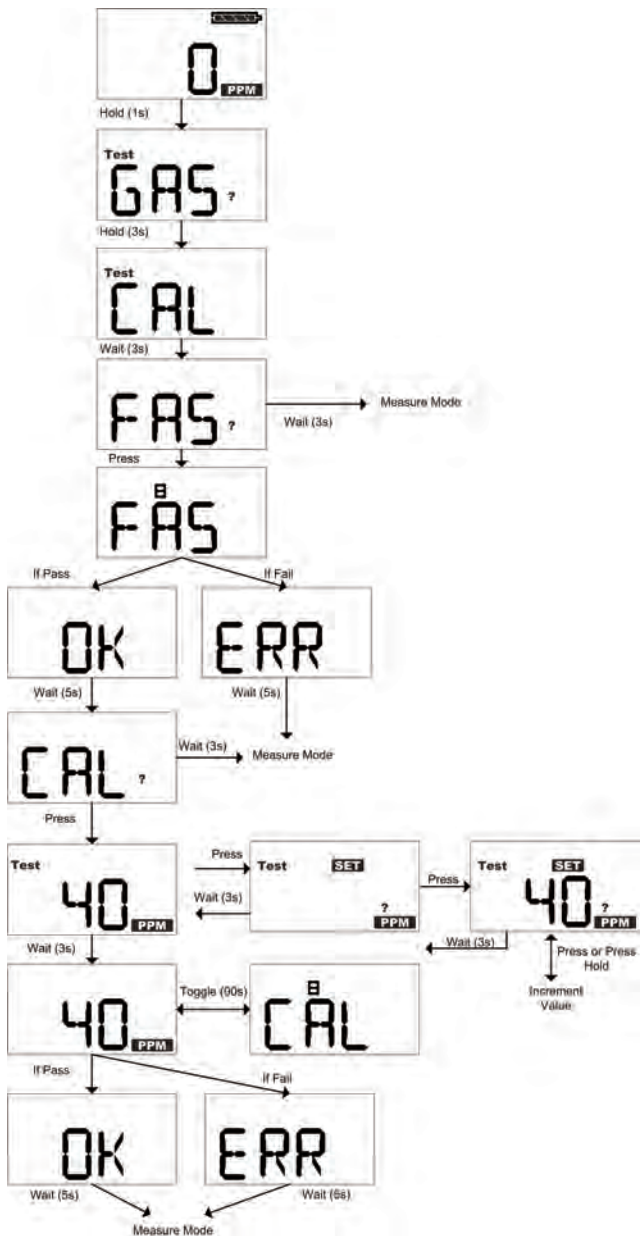 0
PPM
Hold (1s)
Test
GAS ?
Hold (3s)
Test
CAL
Wait (3s)
FAS ?
Wait (3s)
Measure Mode
Press
FAS
If Pass
If Fail
OK
ERR
Wait (5s)
Wait (5s)
CAL ?
Wait (3s)
Measure Mode
Press
Test
40
PPM
Press
Wait (3s)
Test SET
?
PPM
Press
Test SET
40 ?
PPM
Wait (3s)
Wait (3s)
Press or Press
Hold
Increment
Value
40
PPM
Toggle (90s)
CAL
If Pass
If Fail
OK
ERR
Wait (5s)
Wait (6s)
Measure Mode